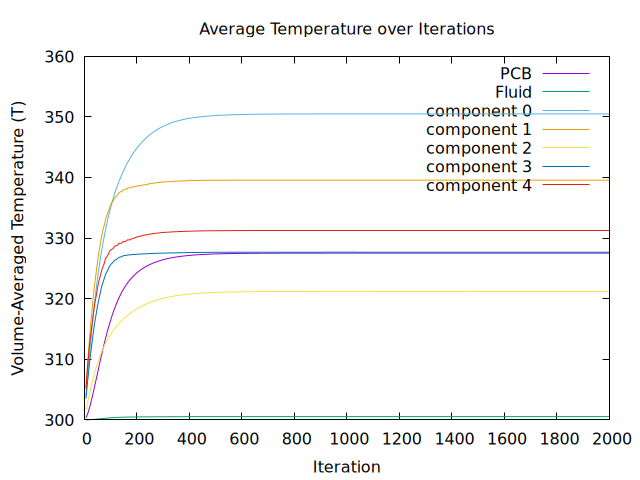 Average Temperature over Iterations
Volume-Averaged Temperature (T)
360
350
340
330
320
310
300
PCB
Fluid
component 0
component 1
component 2
component 3
component 4
0 200 400 600 800 1000 1200 1400 1600 1800 2000
Iteration